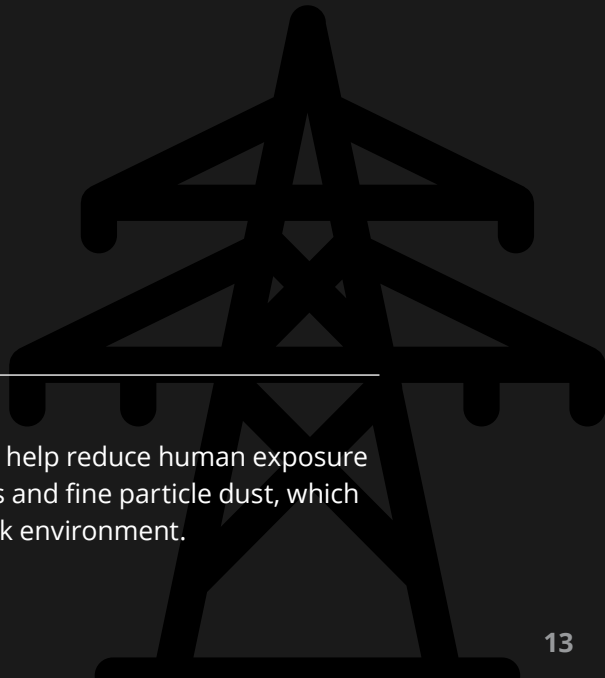 help reduce human exposure
and fine particle dust, which
environment.
13